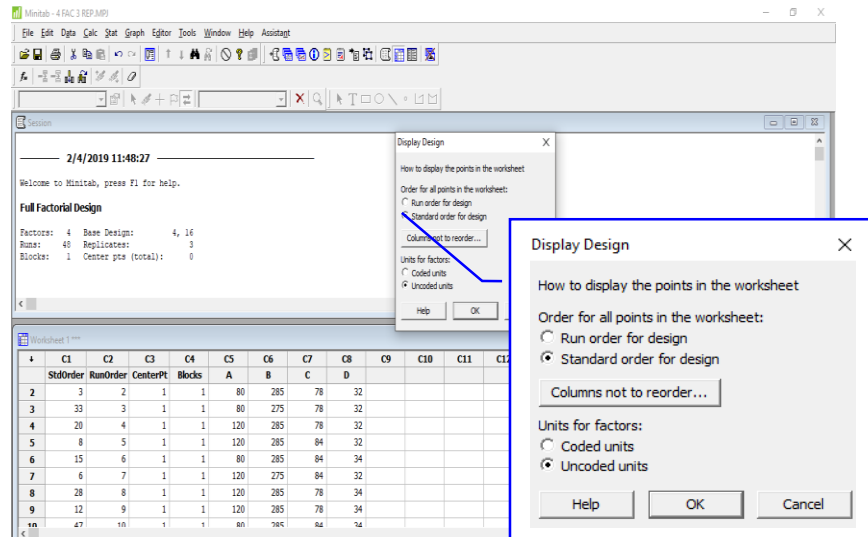 Minitab - 4 FAC 3 REP.MPJ
File Edit Data Calc Stat Graph Editor Tools Window Help Assistant
Session
2/4/2019 11:48:27
Welcome to Minitab, press F1 for help.
Full Factorial Design
Factors: 4 Base Design: 4, 16
Runs: 48 Replicates: 3
Blocks: 1 Center pts (total): 0
Display Design
How to display the points in the worksheet
Order for all points in the worksheet:
Run order for design
Standard order for design
Columns not to reorder...
Units for factors:
Coded units
Uncoded units
Help OK
Worksheet 1 ***
C1 C2 C3 C4 C5 C6 C7 C8 C9 C10 C11 C12
StdOrder RunOrder CenterPt Blocks A B C D
2 3 2 1 1 80 285 78 32
3 33 3 1 1 80 275 78 32
4 20 4 1 1 120 285 78 32
5 8 5 1 1 120 285 84 32
6 15 6 1 1 80 285 84 34
7 6 7 1 1 120 275 84 32
8 28 8 1 1 120 285 78 34
9 12 9 1 1 120 285 78 34
10 47 10 1 1 80 285 84 34
Display Design
How to display the points in the worksheet
Order for all points in the worksheet:
Run order for design
Standard order for design
Columns not to reorder...
Units for factors:
Coded units
Uncoded units
Help OK Cancel